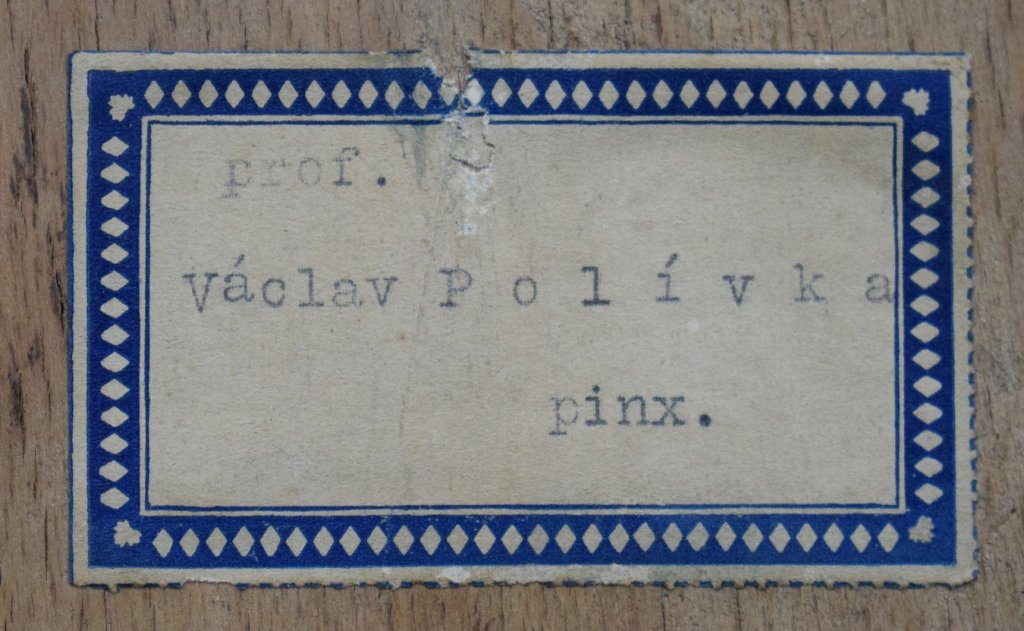 prof.
Václav P o l í v k a
pinx.